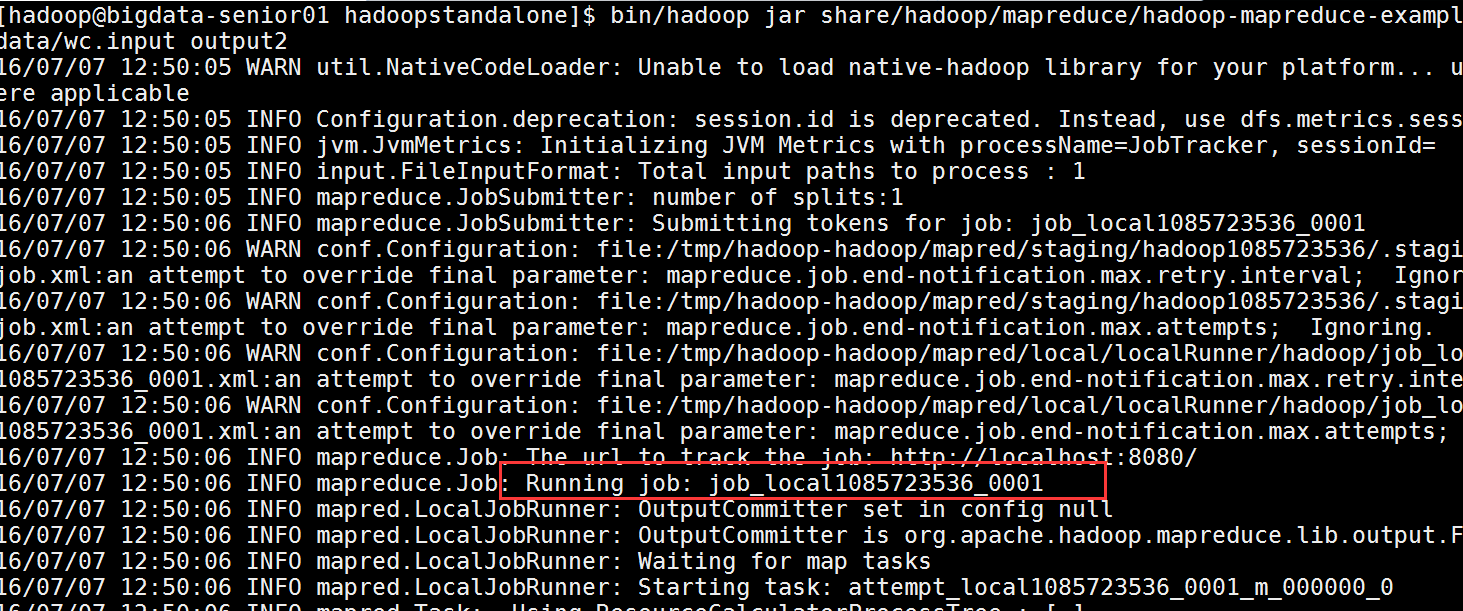 [hadoop@bigdata-senior01 hadoopstandalone]$ bin/hadoop jar share/hadoop/mapreduce/hadoop-mapreduce-exampl
data/wc.input output2
16/07/07 12:50:05 WARN util.NativeCodeLoader: Unable to load native-hadoop library for your platform... u
ere applicable
16/07/07 12:50:05 INFO Configuration.deprecation: session.id is deprecated. Instead, use dfs.metrics.sess
16/07/07 12:50:05 INFO jvm.JvmMetrics: Initializing JVM Metrics with processName=JobTracker, sessionId=
16/07/07 12:50:05 INFO input.FileInputFormat: Total input paths to process : 1
16/07/07 12:50:05 INFO mapreduce.JobSubmitter: number of splits:1
16/07/07 12:50:06 INFO mapreduce.JobSubmitter: Submitting tokens for job: job_local1085723536_0001
16/07/07 12:50:06 WARN conf.Configuration: file:/tmp/hadoop-hadoop/mapred/staging/hadoop1085723536/.stagi
job.xml:an attempt to override final parameter: mapreduce.job.end-notification.max.retry.interval;  Ignor
16/07/07 12:50:06 WARN conf.Configuration: file:/tmp/hadoop-hadoop/mapred/staging/hadoop1085723536/.stagi
job.xml:an attempt to override final parameter: mapreduce.job.end-notification.max.attempts;  Ignoring.
16/07/07 12:50:06 WARN conf.Configuration: file:/tmp/hadoop-hadoop/mapred/local/localRunner/hadoop/job_lo
1085723536_0001.xml:an attempt to override final parameter: mapreduce.job.end-notification.max.retry.inte
16/07/07 12:50:06 WARN conf.Configuration: file:/tmp/hadoop-hadoop/mapred/local/localRunner/hadoop/job_lo
1085723536_0001.xml:an attempt to override final parameter: mapreduce.job.end-notification.max.attempts;
16/07/07 12:50:06 INFO mapreduce.Job: The url to track the job: http://localhost:8080/
16/07/07 12:50:06 INFO mapreduce.Job: Running job: job_local1085723536_0001
16/07/07 12:50:06 INFO mapred.LocalJobRunner: OutputCommitter set in config null
16/07/07 12:50:06 INFO mapred.LocalJobRunner: OutputCommitter is org.apache.hadoop.mapreduce.lib.output.F
16/07/07 12:50:06 INFO mapred.LocalJobRunner: Waiting for map tasks
16/07/07 12:50:06 INFO mapred.LocalJobRunner: Starting task: attempt_local1085723536_0001_m_000000_0
16/07/07 12:50:06 INFO mapred.Task:  Using ResourceCalculatorProcessTree : [ ]